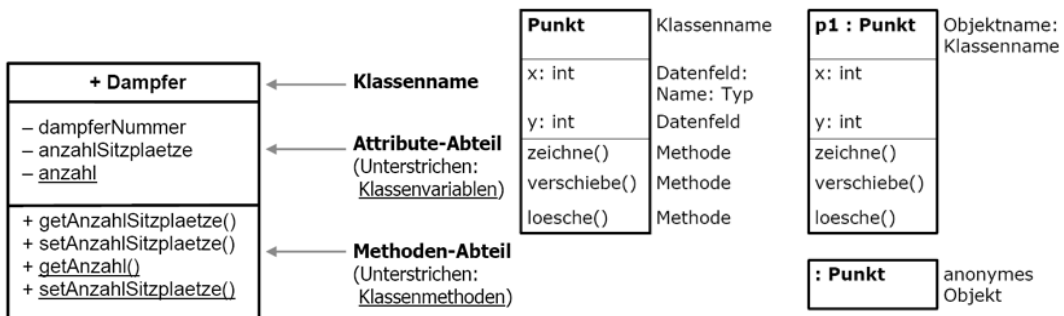 + Dampfer
– dampferNummer
– anzahlSitzplaetze
– anzahl
+ getAnzahlSitzplaetze()
+ setAnzahlSitzplaetze()
+ getAnzahl()
+ setAnzahlSitzplaetze()
Klassenname
Attribute-Abteil
(Unterstrichen:
Klassenvariablen)
Methoden-Abteil
(Unterstrichen:
Klassenmethoden)
Punkt Klassenname
x: int Datenfeld:
Name: Typ
y: int Datenfeld
zeichne() Methode
verschiebe() Methode
loesche() Methode
p1 : Punkt Objektname:
Klassenname
x: int
y: int
zeichne()
verschiebe()
loesche()
: Punkt anonymes
Objekt